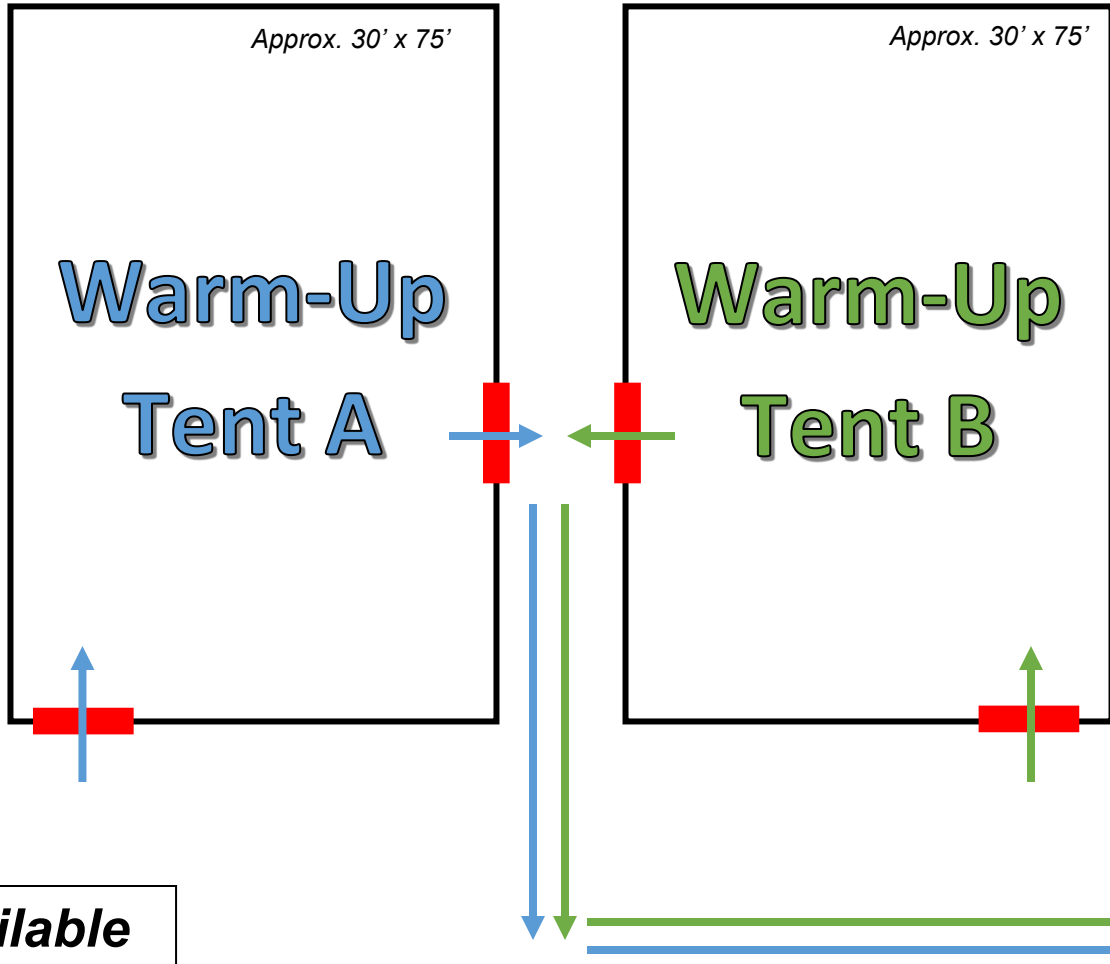 Approx. 30’ x 75’
Warm-Up
Tent A
Approx. 30’ x 75’
Warm-Up
Tent B
ilable